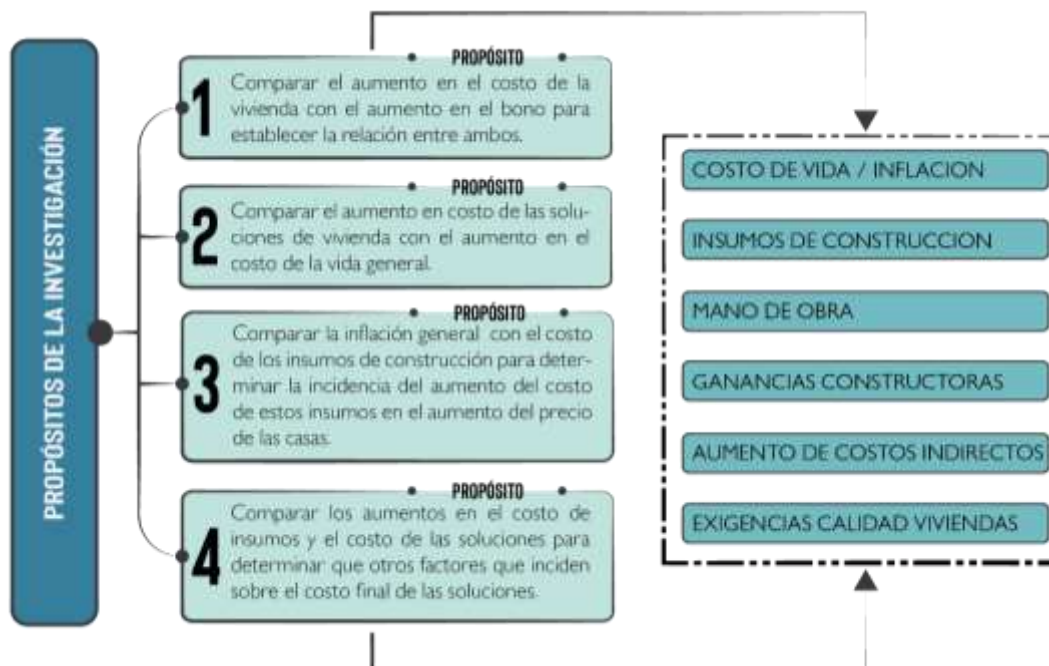 PROPÓSITOS DE LA INVESTIGACIÓN
PROPÓSITO
1
Comparar el aumento en el costo de la
vivienda con el aumento en el bono para
establecer la relación entre ambos.
PROPÓSITO
2
Comparar el aumento en costo de las solu-
ciones de vivienda con el aumento en el
costo de la vida general.
PROPÓSITO
3
Comparar la inflación general con el costo
de los insumos de construcción para deter-
minar la incidencia del aumento del costo
de estos insumos en el aumento del precio
de las casas.
PROPÓSITO
4
Comparar los aumentos en el costo de
insumos y el costo de las soluciones para
determinar que otros factores que inciden
sobre el costo final de las soluciones.
COSTO DE VIDA / INFLACION
INSUMOS DE CONSTRUCCION
MANO DE OBRA
GANANCIAS CONSTRUCTORAS
AUMENTO DE COSTOS INDIRECTOS
EXIGENCIAS CALIDAD VIVIENDAS